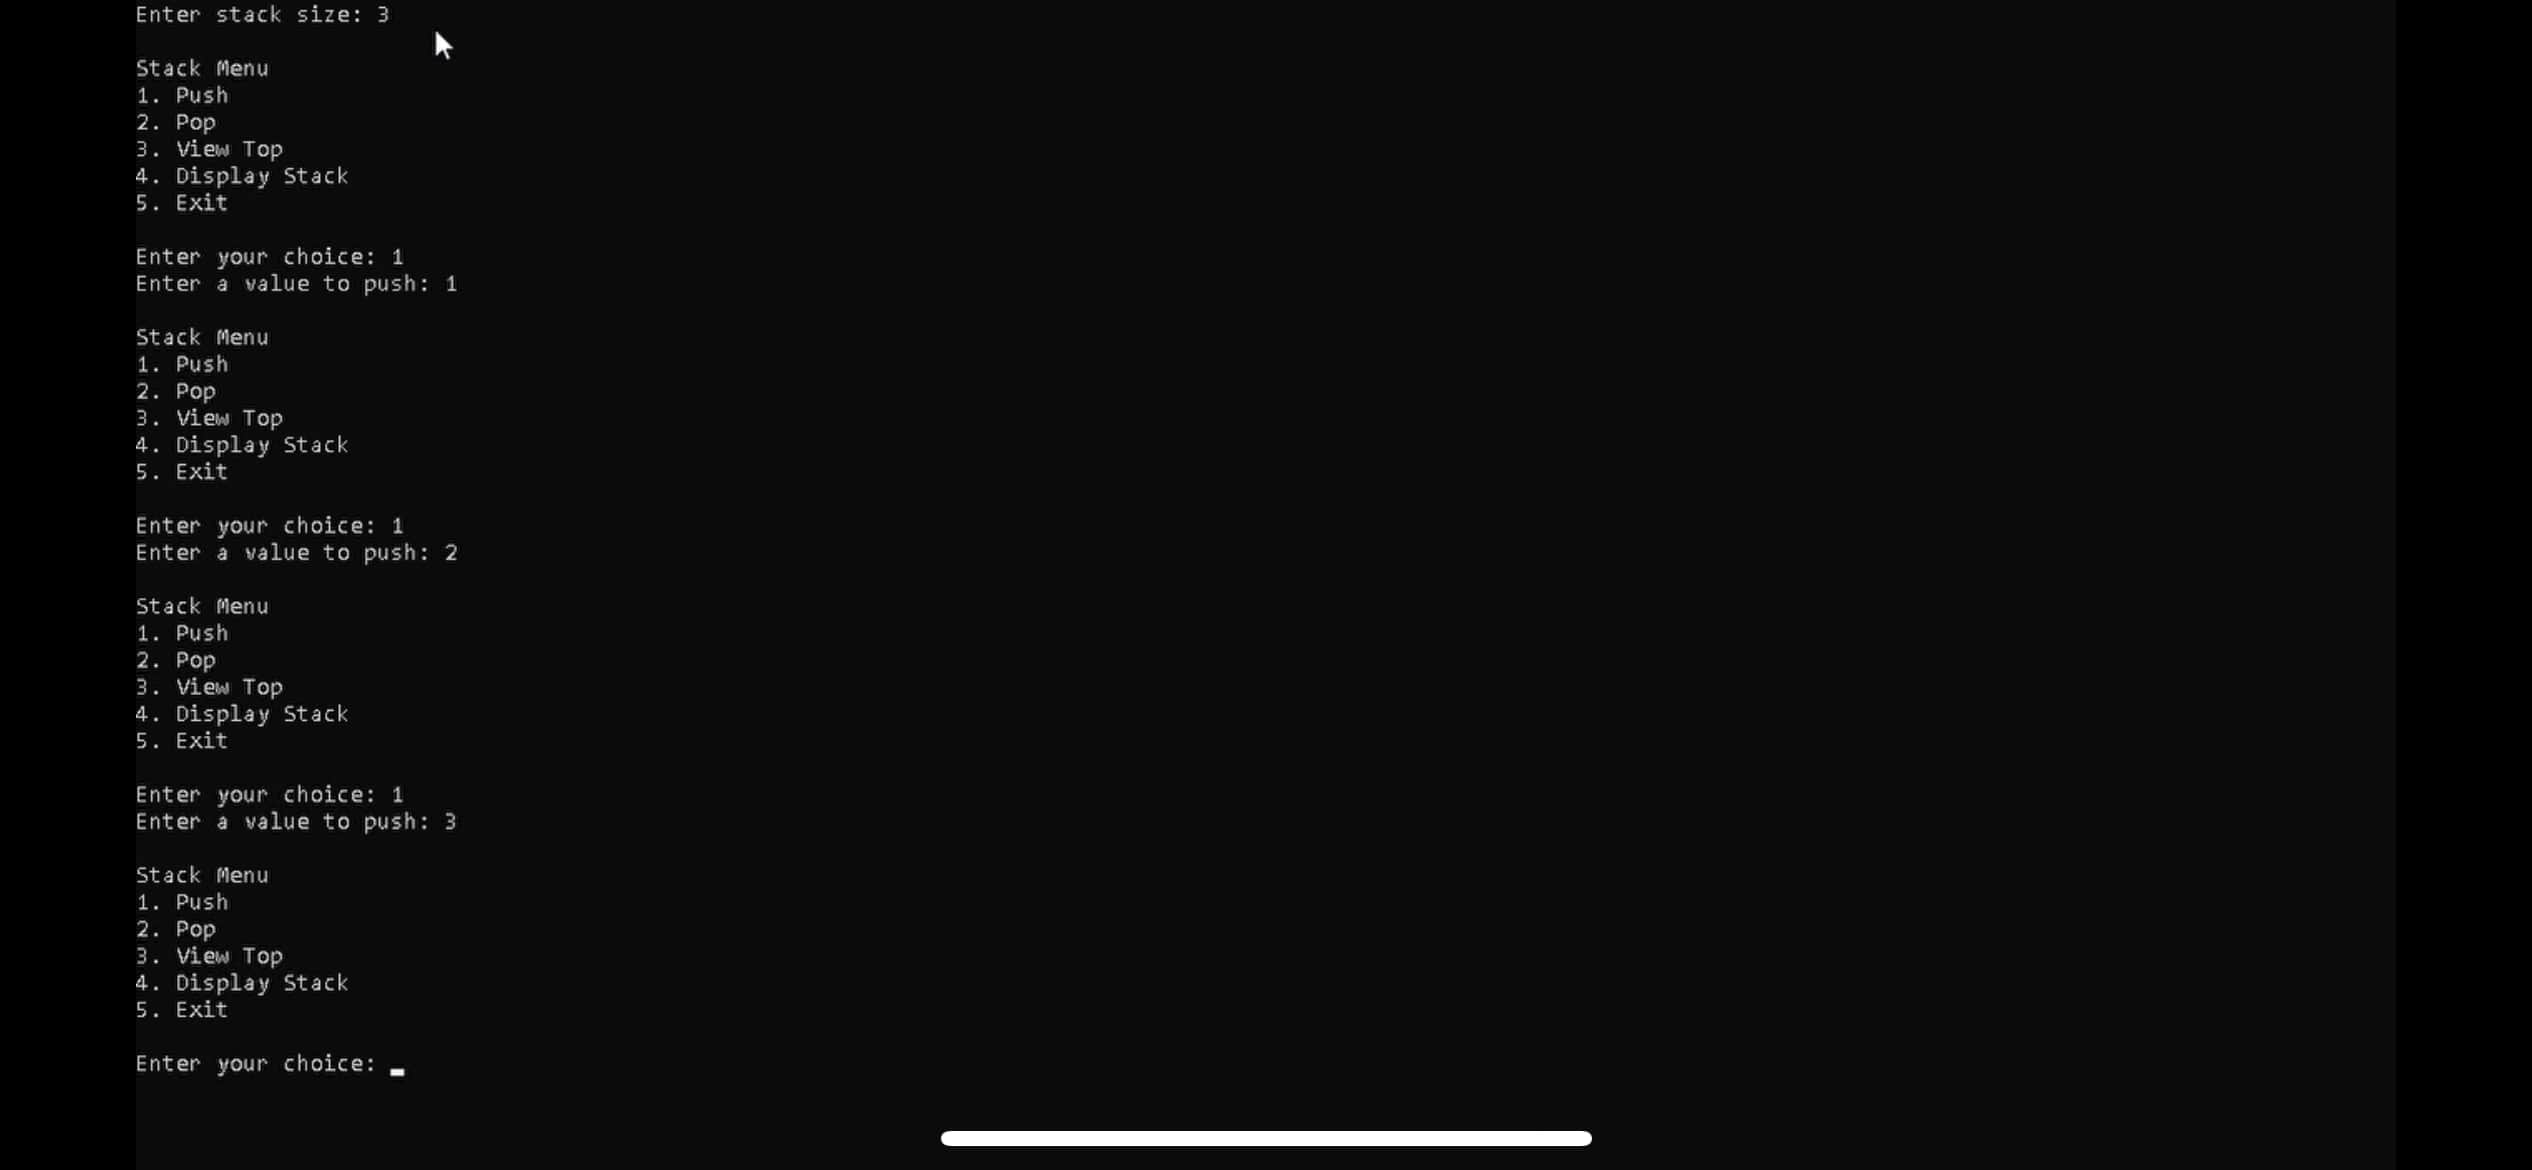 Enter stack size: 3
Stack Menu
1. Push
2. Pop
3. View Top
4. Display Stack
5. Exit
Enter your choice: 1
Enter a value to push: 1
Stack Menu
1. Push
2. Pop
3. View Top
4. Display Stack
5. Exit
Enter your choice: 1
Enter a value to push: 2
Stack Menu
1. Push
2. Pop
3. View Top
4. Display Stack
5. Exit
Enter your choice: 1
Enter a value to push: 3
Stack Menu
1. Push
2. Pop
3. View Top
4. Display Stack
5. Exit
Enter your choice: